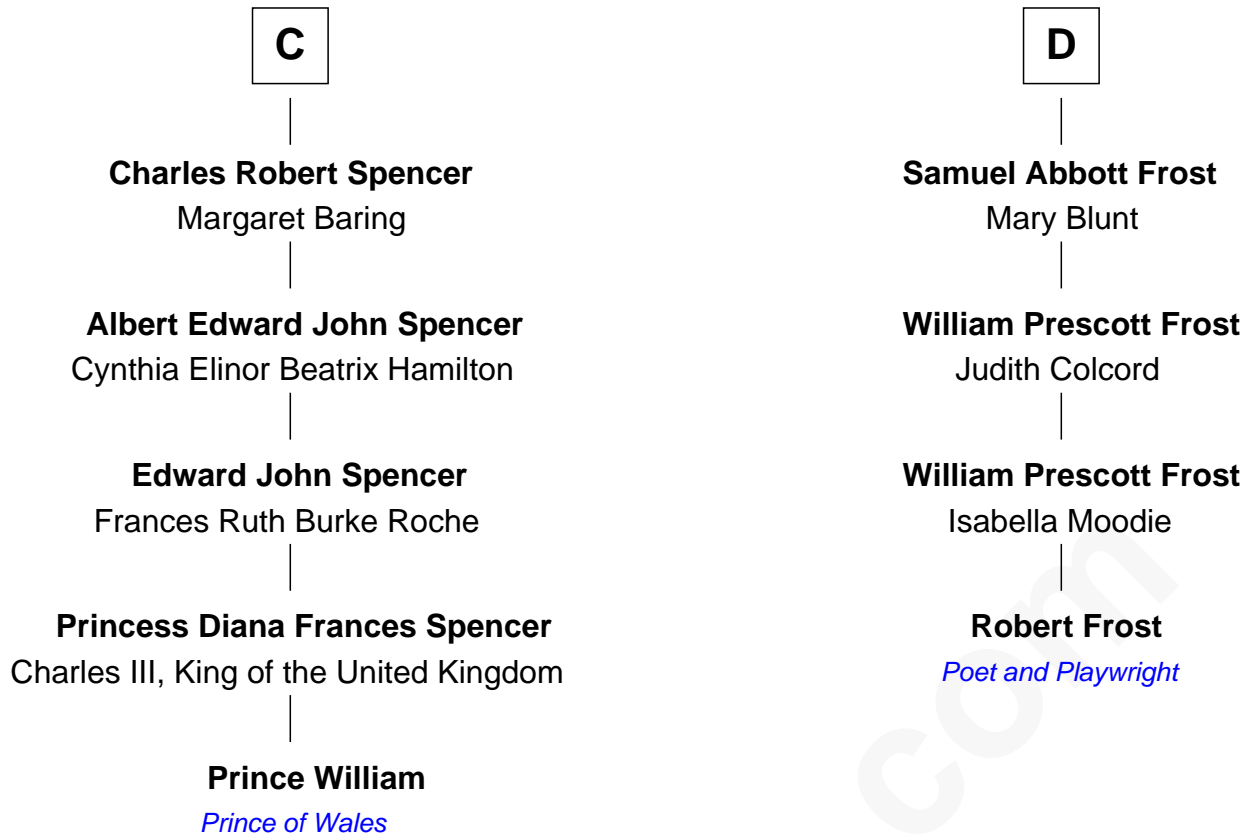 C
Charles Robert Spencer
Margaret Baring
Albert Edward John Spencer
Cynthia Elinor Beatrix Hamilton
Edward John Spencer
Frances Ruth Burke Roche
Princess Diana Frances Spencer
Charles III, King of the United Kingdom
Prince William
Prince of Wales
D
Samuel Abbott Frost
Mary Blunt
William Prescott Frost
Judith Colcord
William Prescott Frost
Isabella Moodie
Robert Frost
Poet and Playwright
com